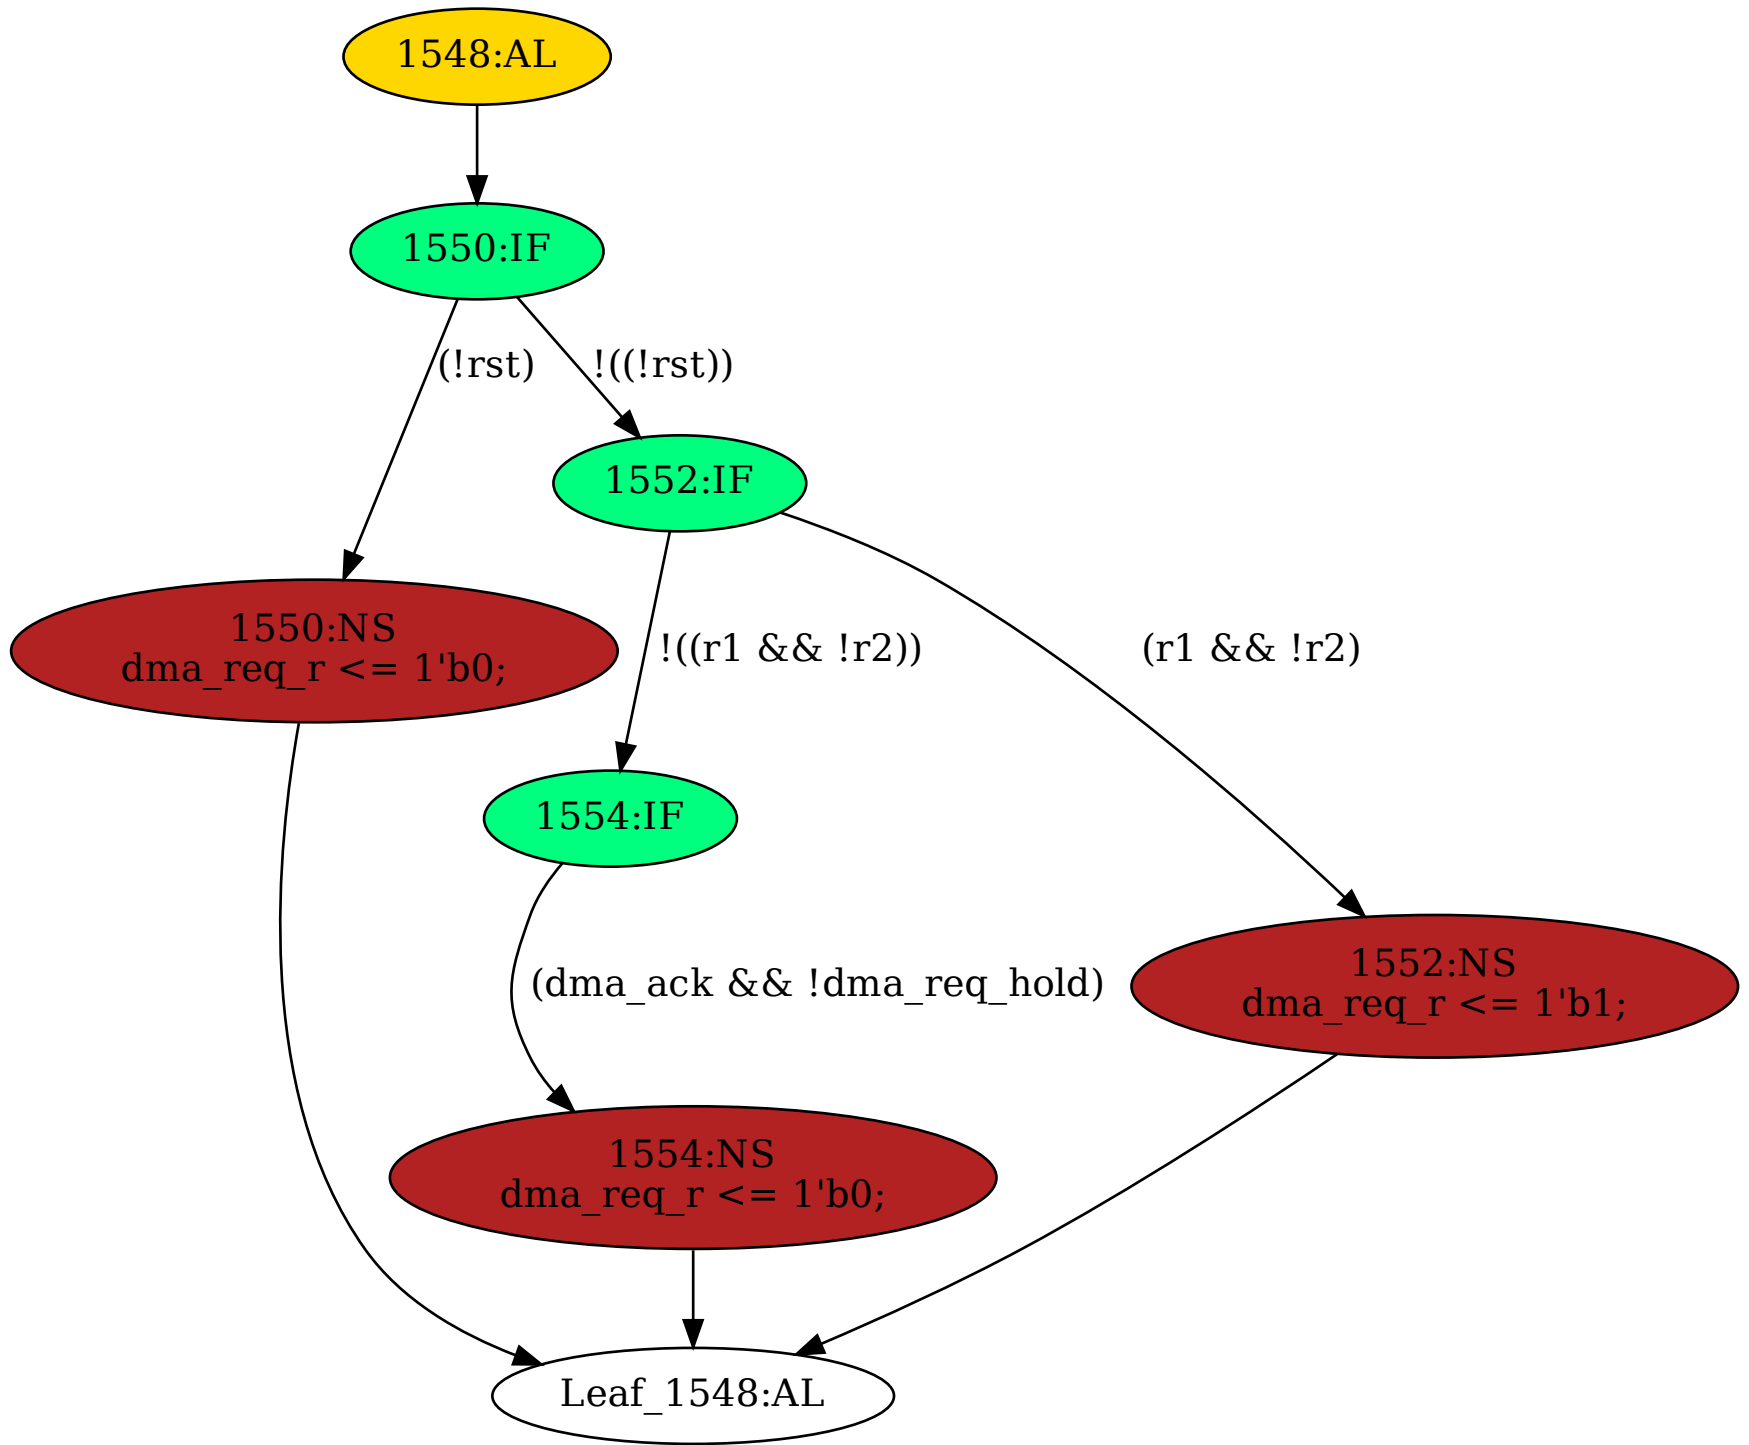 1548:AL
1550:IF
(!rst)
!((!rst))
1552:IF
1550:NS
dma_req_r <= 1'b0;
!((r1 && !r2))
(r1 && !r2)
1554:IF
(dma_ack && !dma_req_hold)
1552:NS
dma_req_r <= 1'b1;
1554:NS
dma_req_r <= 1'b0;
Leaf_1548:AL